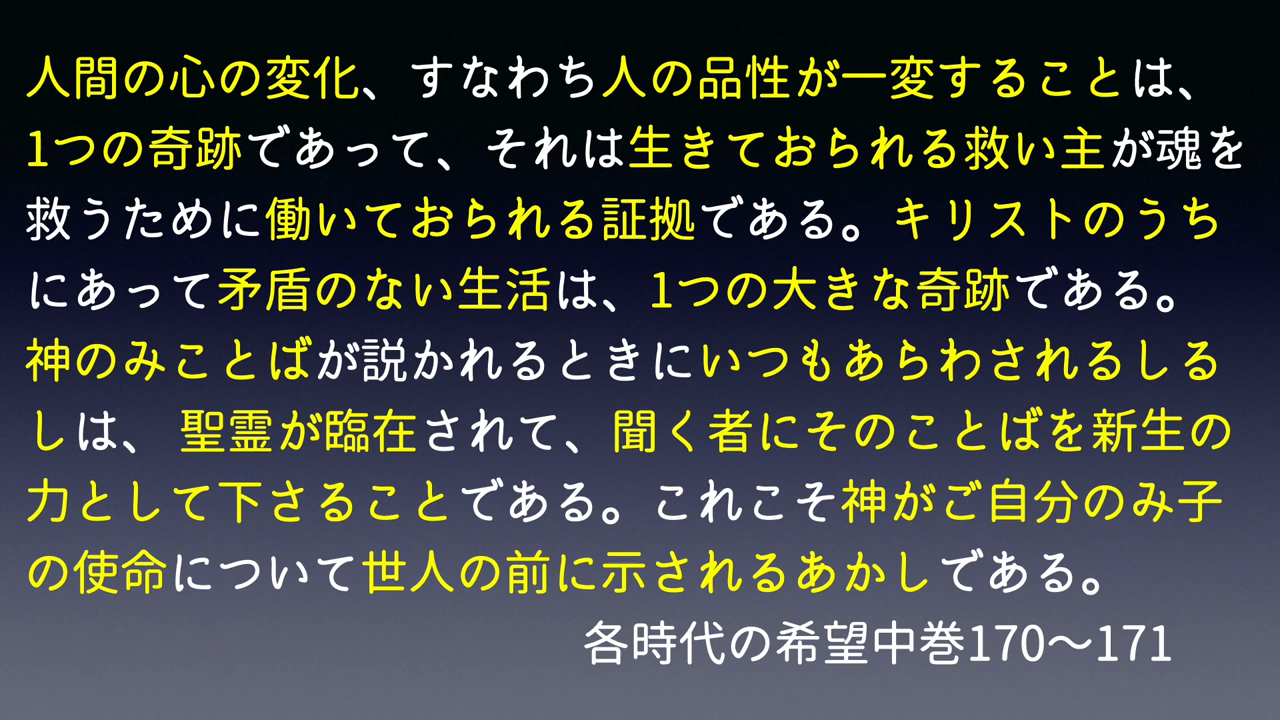 人間の心の変化、すなわち人の品性が一変することは、
1つの奇跡であって、それは生きておられる救い主が魂を
救うために働いておられる証拠である。キリストのうち
にあって矛盾のない生活は、1つの大きな奇跡である。
神のみことばが説かれるときにいつもあらわされるしる
しは、 聖霊が臨在されて、聞く者にそのことばを新生の
力として下さることである。これこそ神がご自分のみ子
の使命について世人の前に示されるあかしである。
各時代の希望中巻170〜171